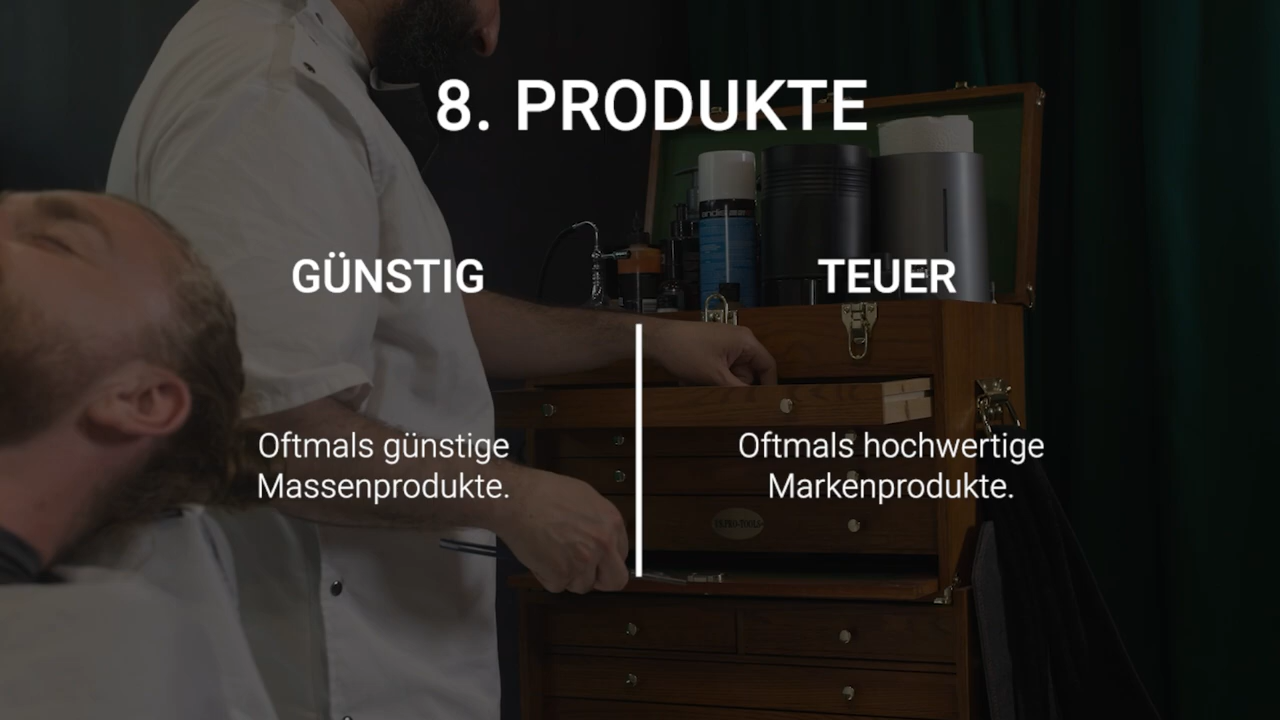 8. PRODUKTE
GÜNSTIG
TEUER
Oftmals günstige
Massenprodukte.
Oftmals hochwertige
Markenprodukte.